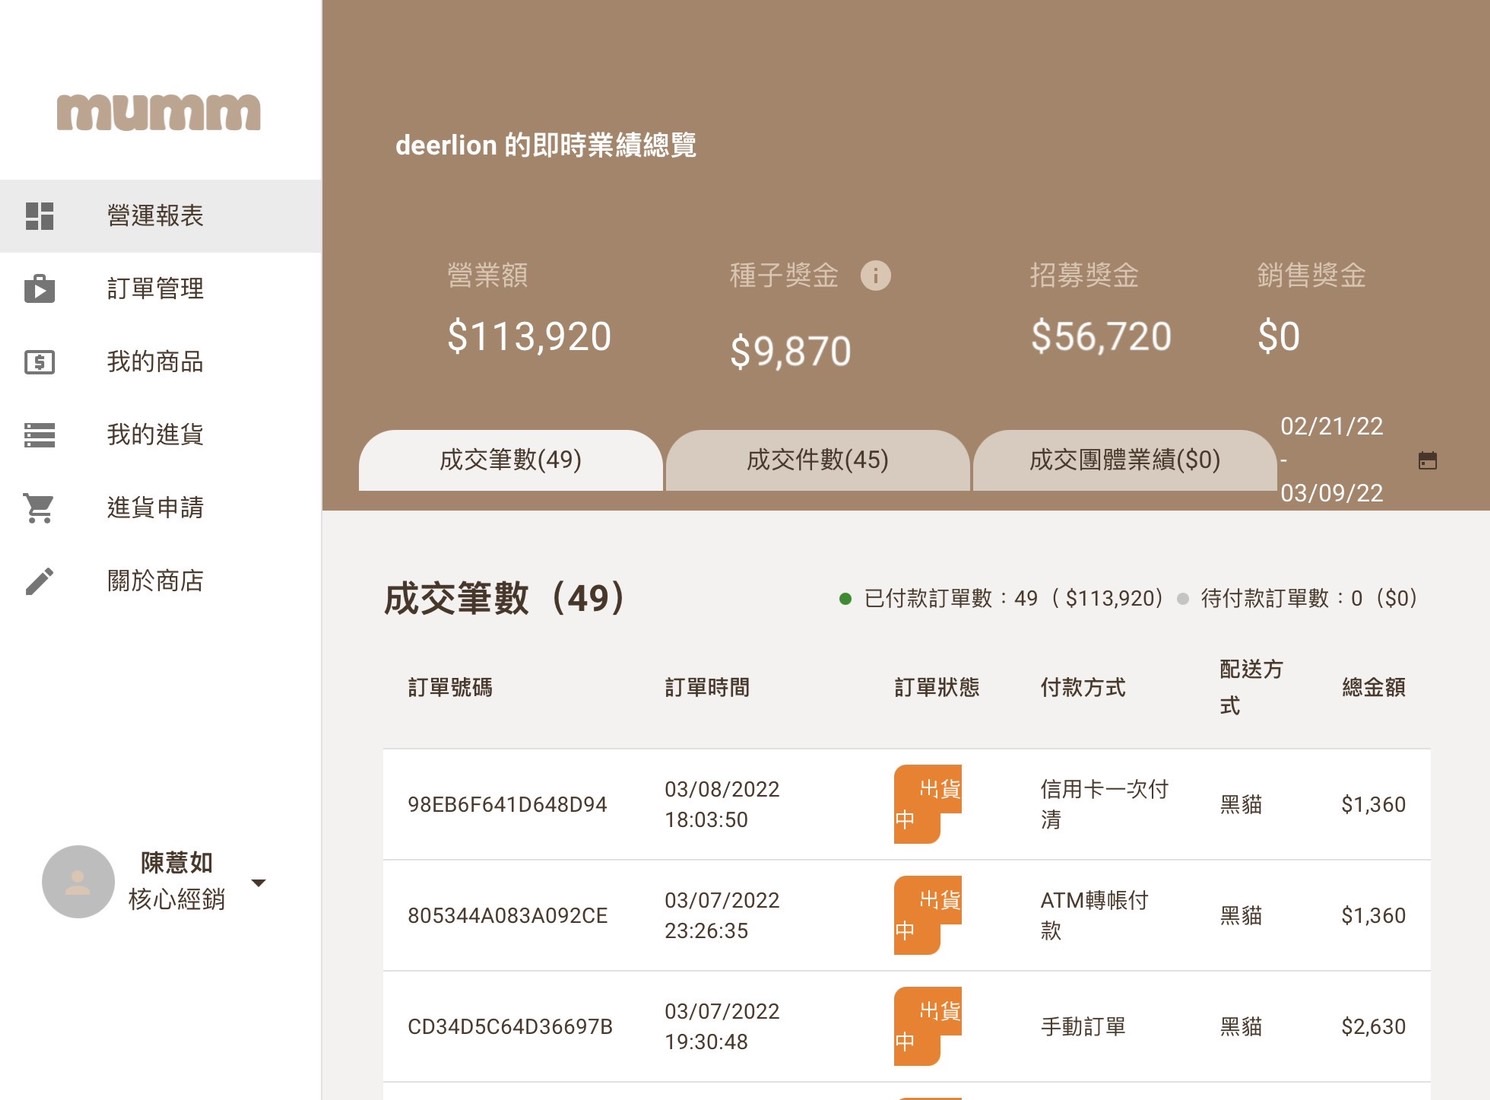 mumm
營運報表
訂單管理
我的商品
我的進貨
進貨申請
關於商店
陳薏如
核心經銷
deerlion 的即時業績總覽
營業額
$113,920
種子獎金
$9,870
招募獎金
$56,720
銷售獎金
$0
成交筆數(49)
成交件數(45)
成交團體業績($0)
02/21/22
-
03/09/22
成交筆數（49）
已付款訂單數：49（ $113,920）
待付款訂單數：0（$0）
訂單號碼
訂單時間
訂單狀態
付款方式
配送方
式
總金額
98EB6F641D648D94
03/08/2022
18:03:50
出貨
中
信用卡一次付
清
黑貓
$1,360
805344A083A092CE
03/07/2022
23:26:35
出貨
中
ATM轉帳付
款
黑貓
$1,360
CD34D5C64D36697B
03/07/2022
19:30:48
出貨
中
手動訂單
黑貓
$2,630